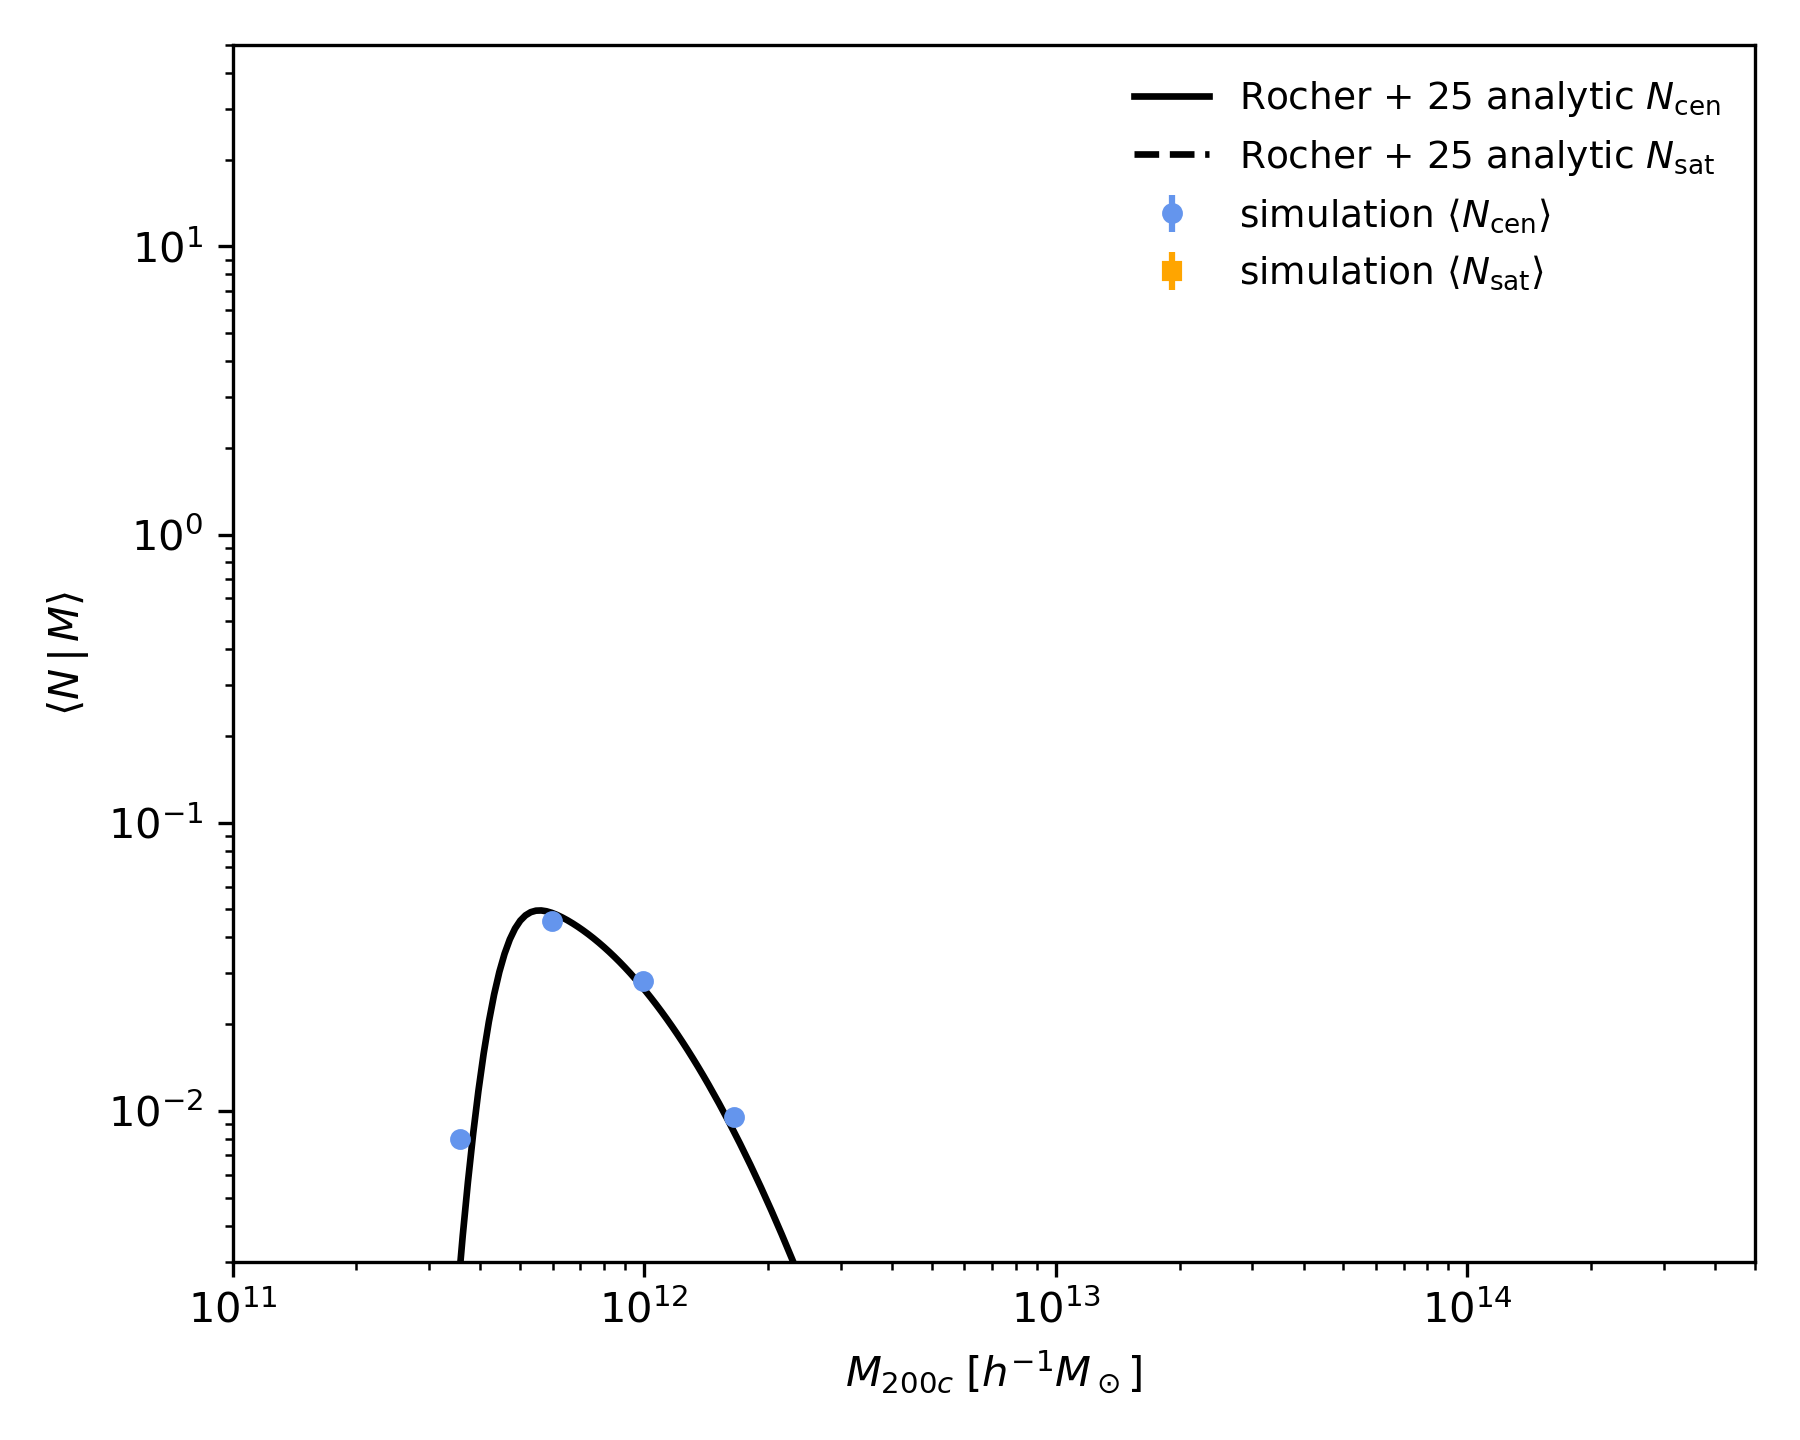 Rocher + 25 analytic N_cen
Rocher + 25 analytic N_sat
simulation ⟨N_cen⟩
simulation ⟨N_sat⟩
10^1
10^0
10^−1
10^−2
⟨N | M⟩
10^11 10^12 10^13 10^14
M_200c [h^−1 M_⊙]